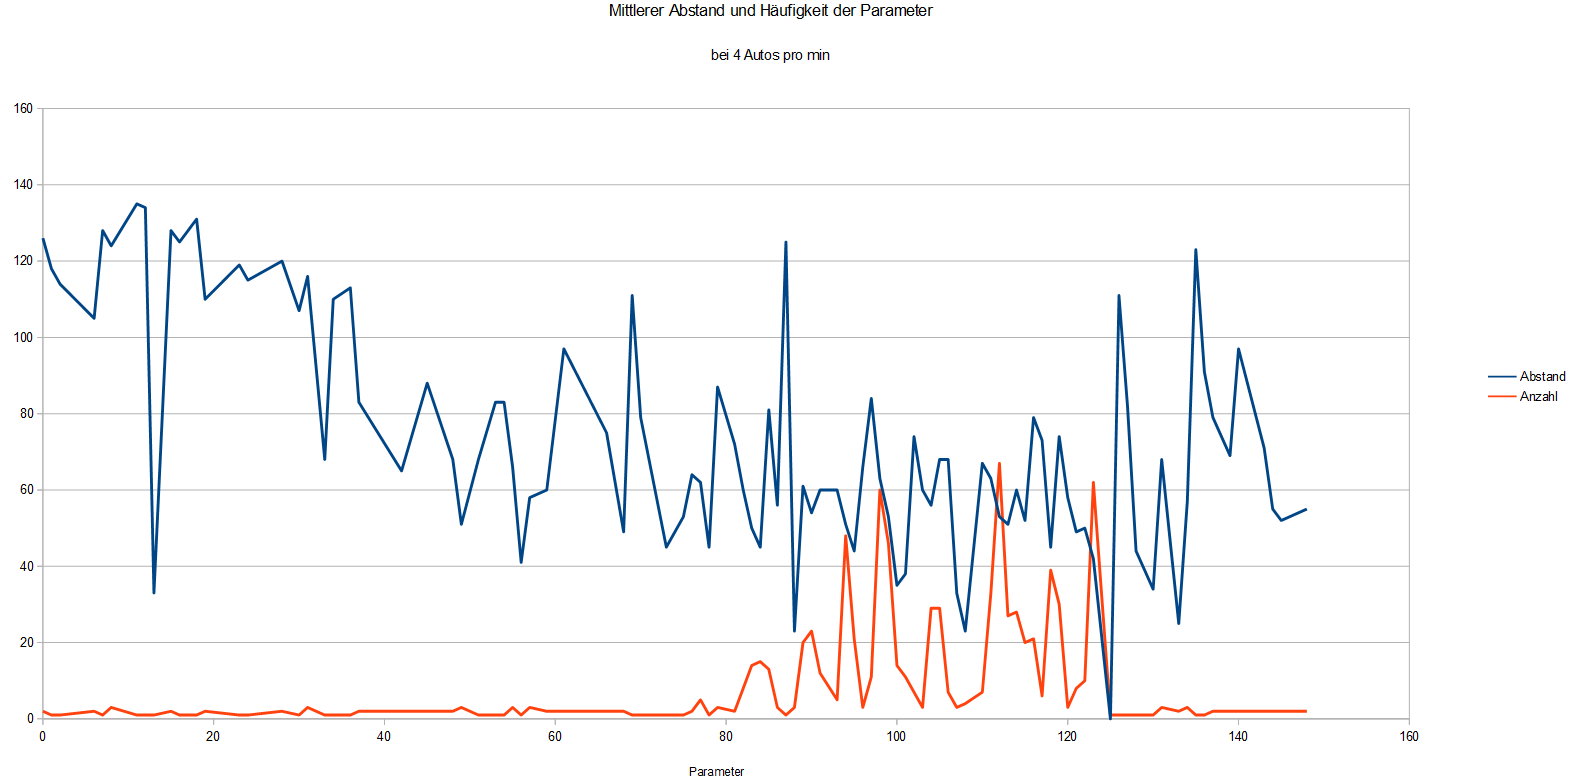 Mittlerer Abstand und Häufigkeit der Parameter
bei 4 Autos pro min
160
140
120
100
80
60
40
20
0
0 20 40 60 80 100 120 140 160
Parameter
Abstand
Anzahl